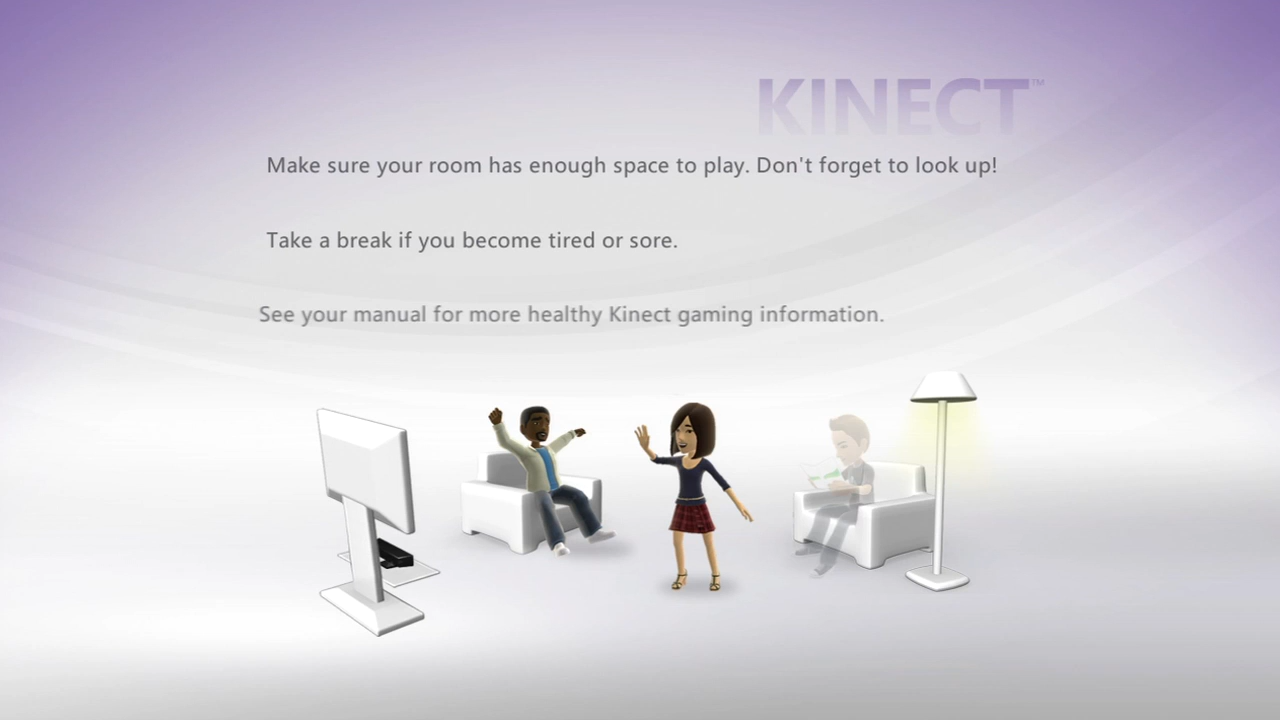 KINECT™
Make sure your room has enough space to play. Don't forget to look up!
Take a break if you become tired or sore.
See your manual for more healthy Kinect gaming information.